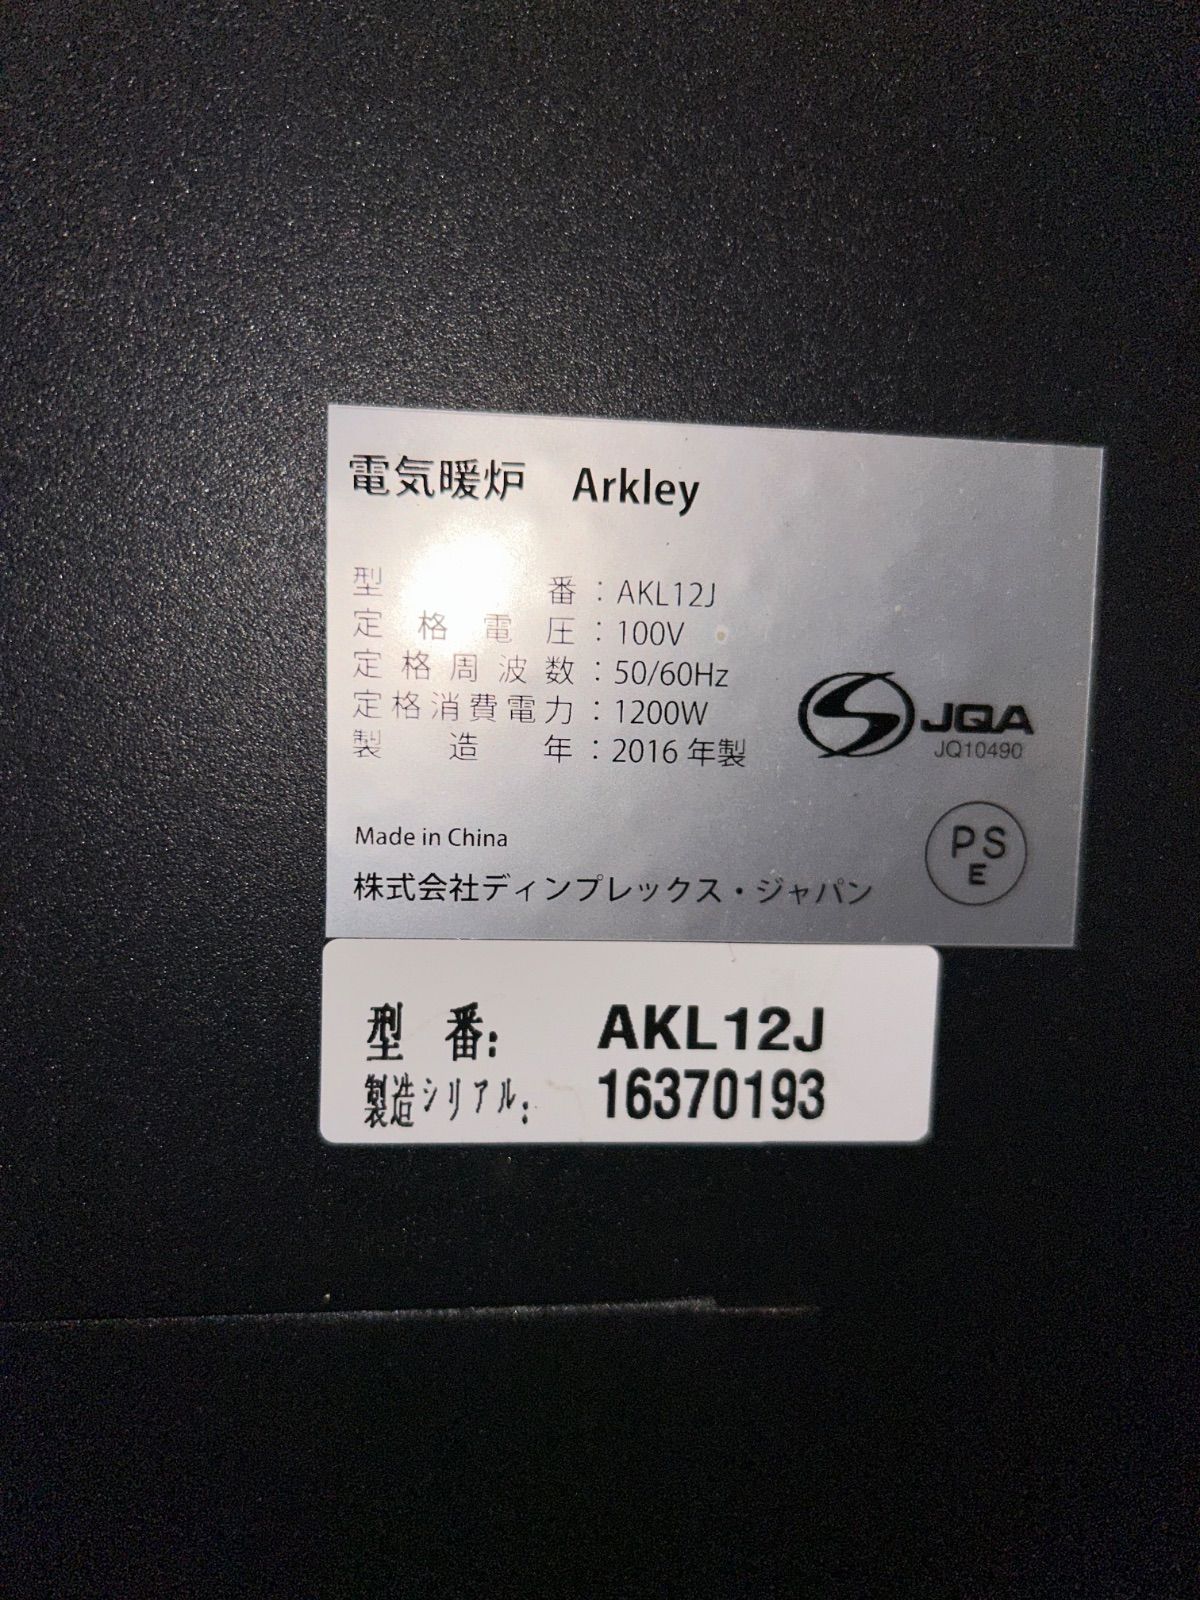 電気暖炉 Arkley
型 番：AKL12J
定格電圧：100V
定格周波数：50/60Hz
定格消費電力：1200W
製造年：2016 年製
JQA
JQ10490
Made in China
PS
E
株式会社ディンプレックス・ジャパン
型 番: AKL12J
製造シリアル: 16370193